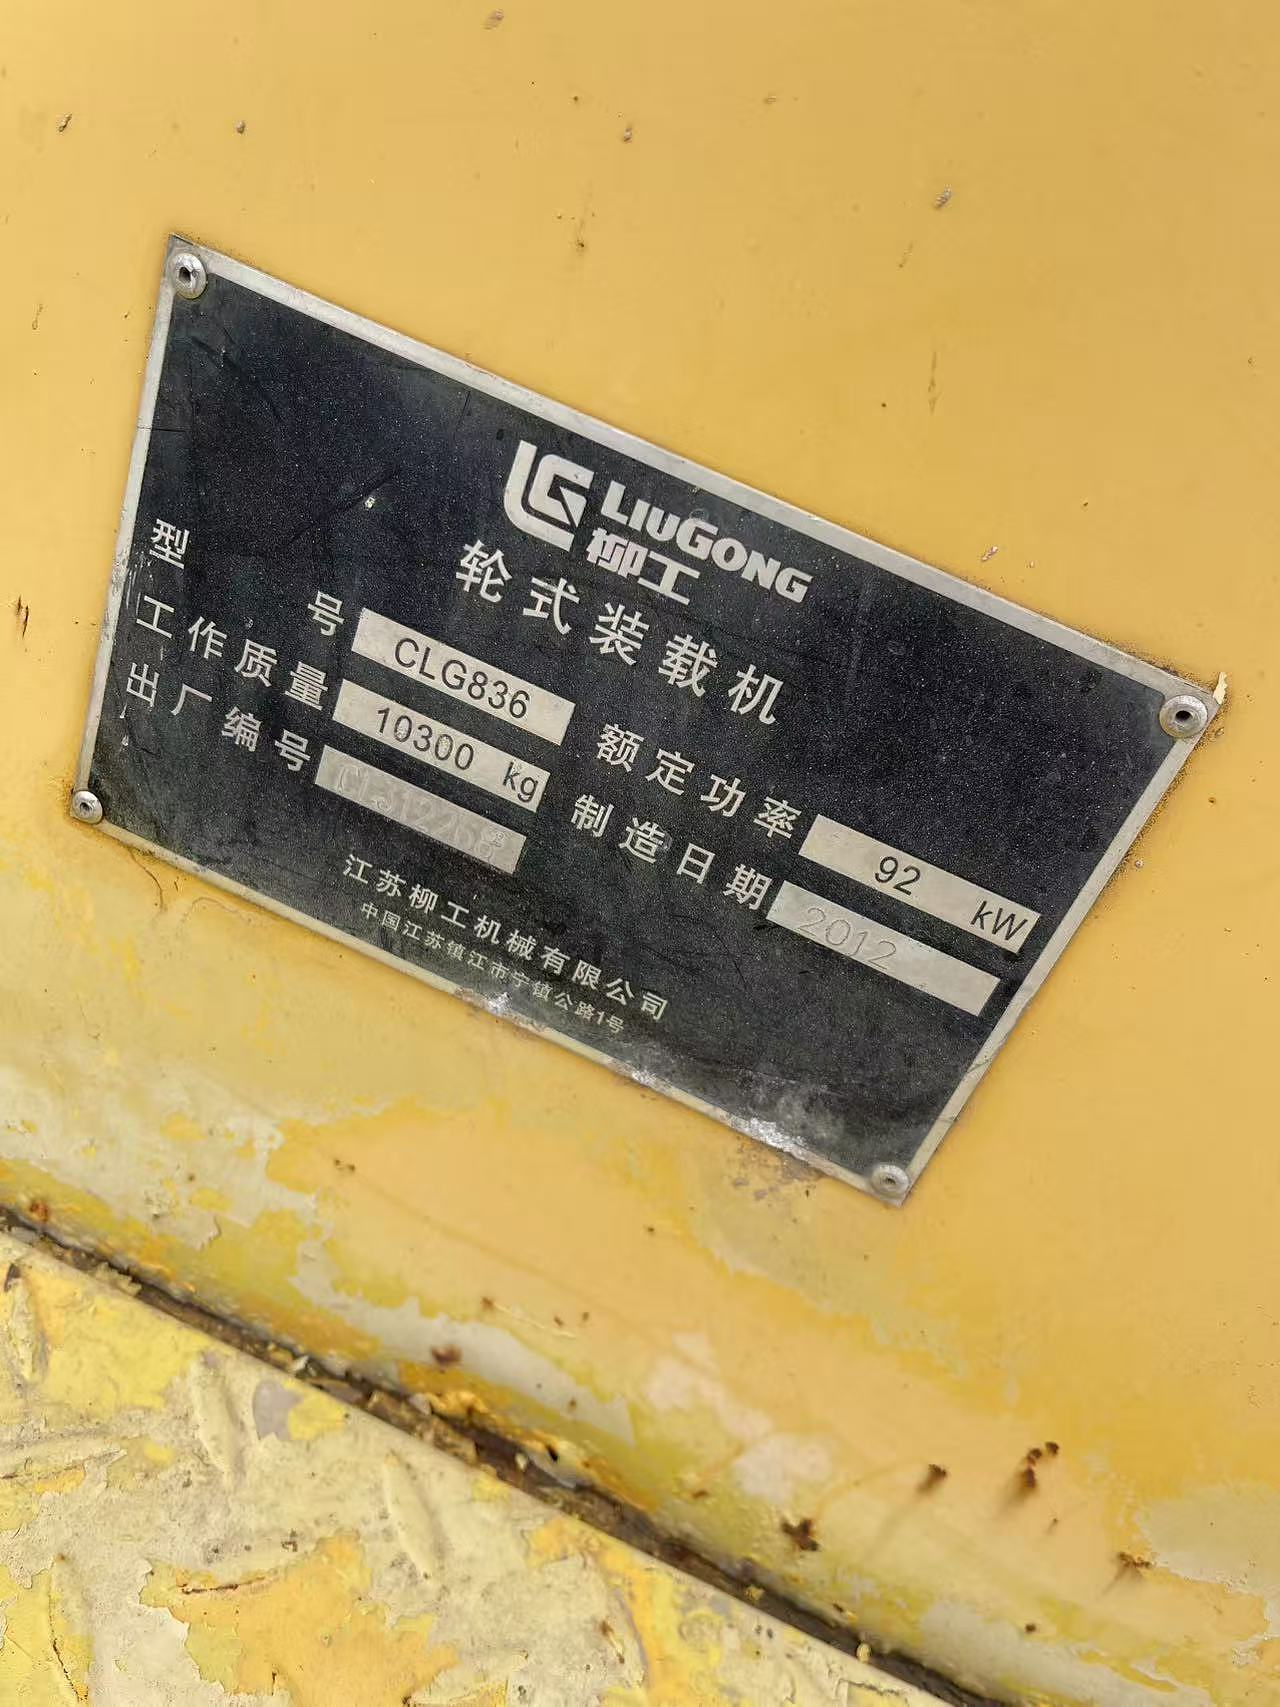 LG LIUGONG
柳工
轮式装载机
型号 CLG836 额定功率 92 kW
工作质量 10300 kg 制造日期 2012
出厂编号
江苏柳工机械有限公司
中国江苏镇江市宁镇公路1号